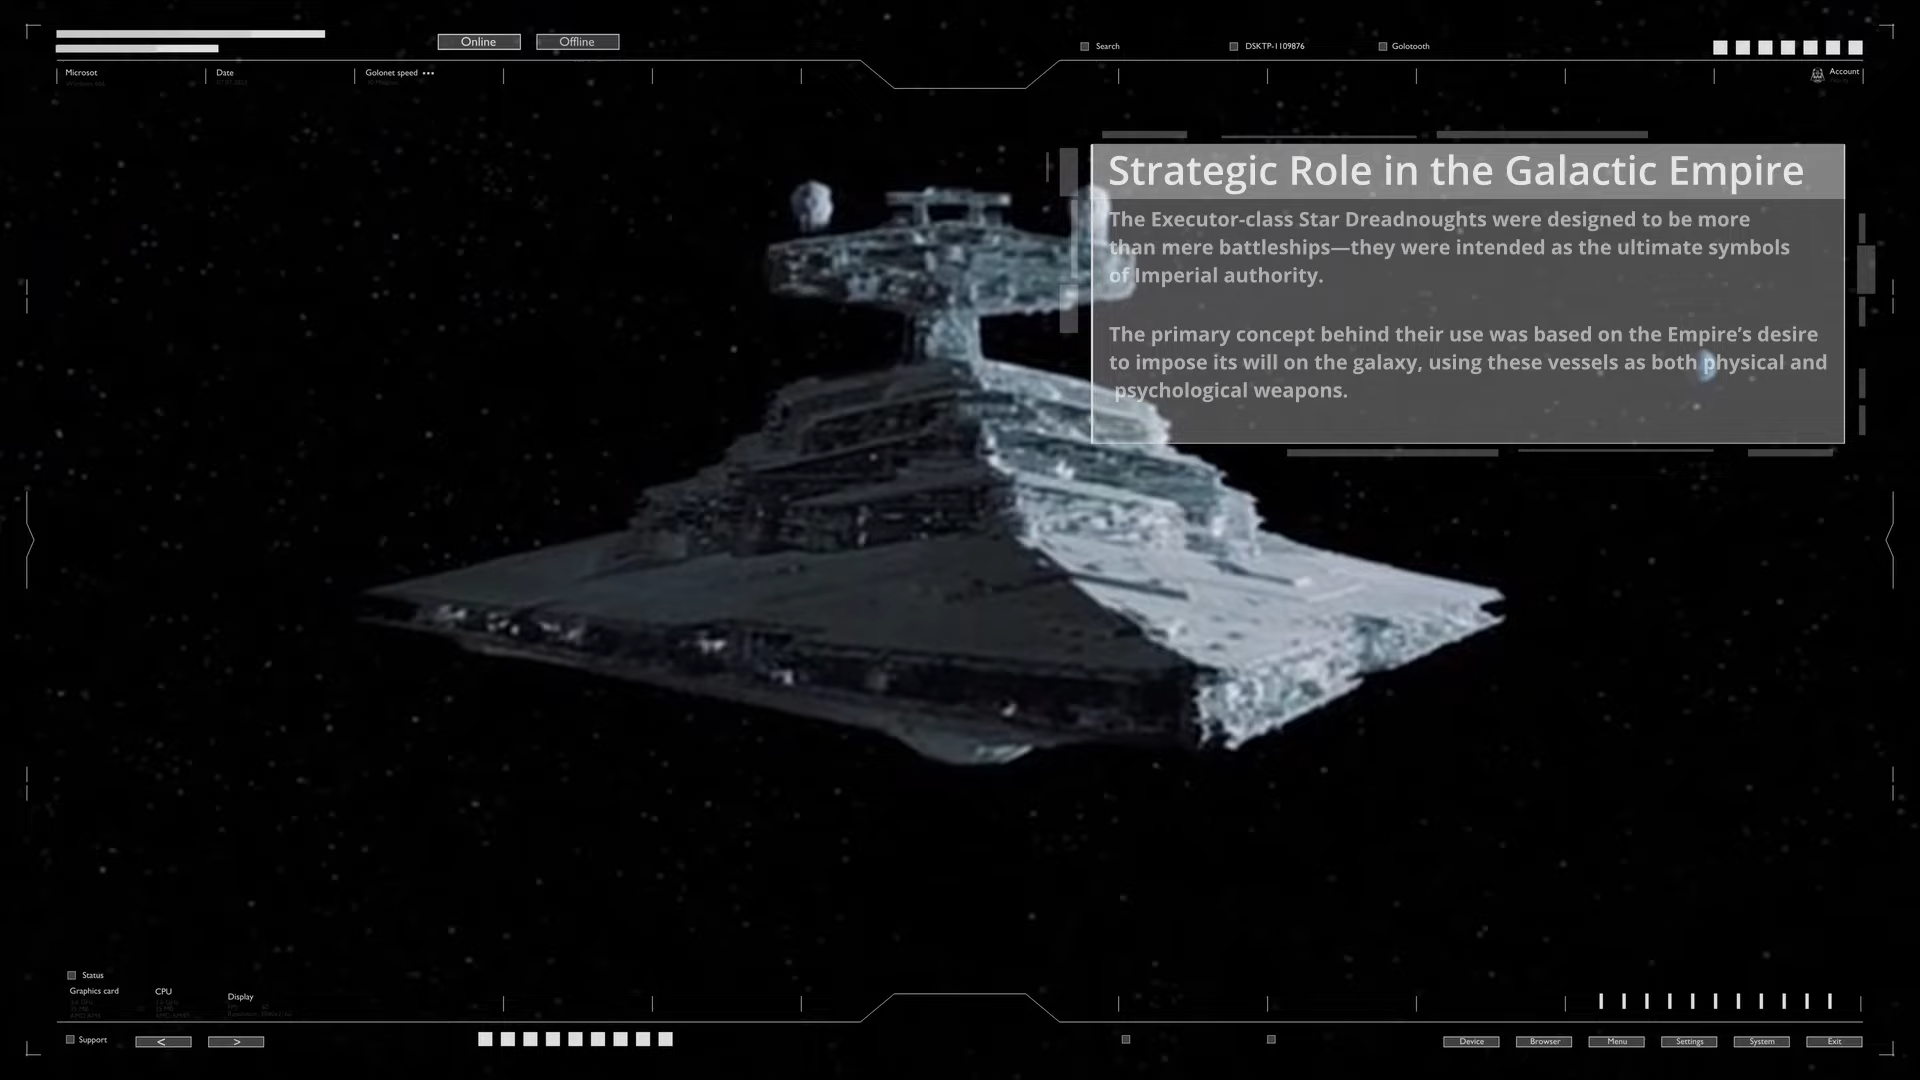 Online Offline
Search DSKTP-1109876 Golotooth
Microsot Date Golonet speed •••
Account
Strategic Role in the Galactic Empire
The Executor-class Star Dreadnoughts were designed to be more
than mere battleships—they were intended as the ultimate symbols
of Imperial authority.
The primary concept behind their use was based on the Empire’s desire
to impose its will on the galaxy, using these vessels as both physical and
psychological weapons.
Status
Graphics card CPU Display
Support < >
Device Browser Menu Settings System Exit